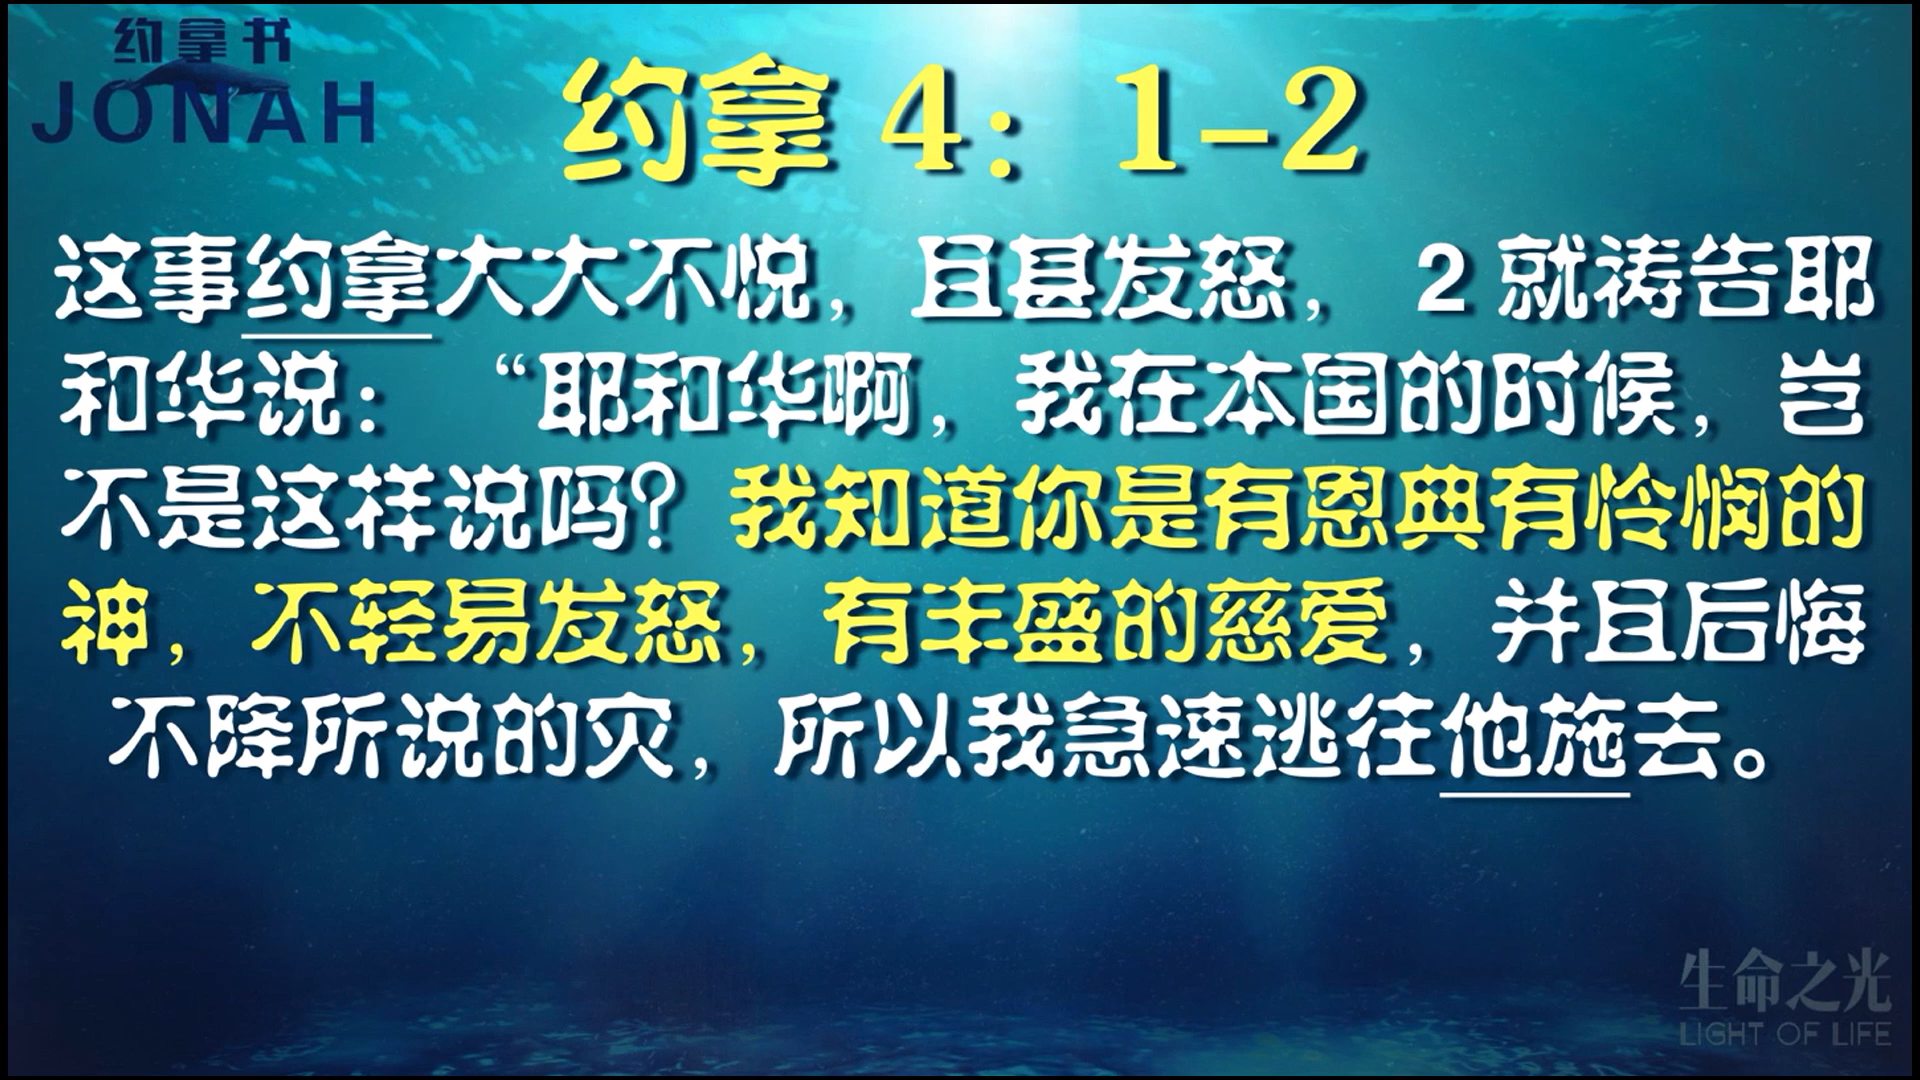 约拿书
JONAH
约拿 4：1-2
这事约拿大大不悦，且甚发怒，2 就祷告耶
和华说：“耶和华啊，我在本国的时候，岂
不是这样说吗？我知道你是有恩典有怜悯的
神，不轻易发怒，有丰盛的慈爱，并且后悔
不降所说的灾，所以我急速逃往他施去。
生命之光
LIGHT OF LIFE